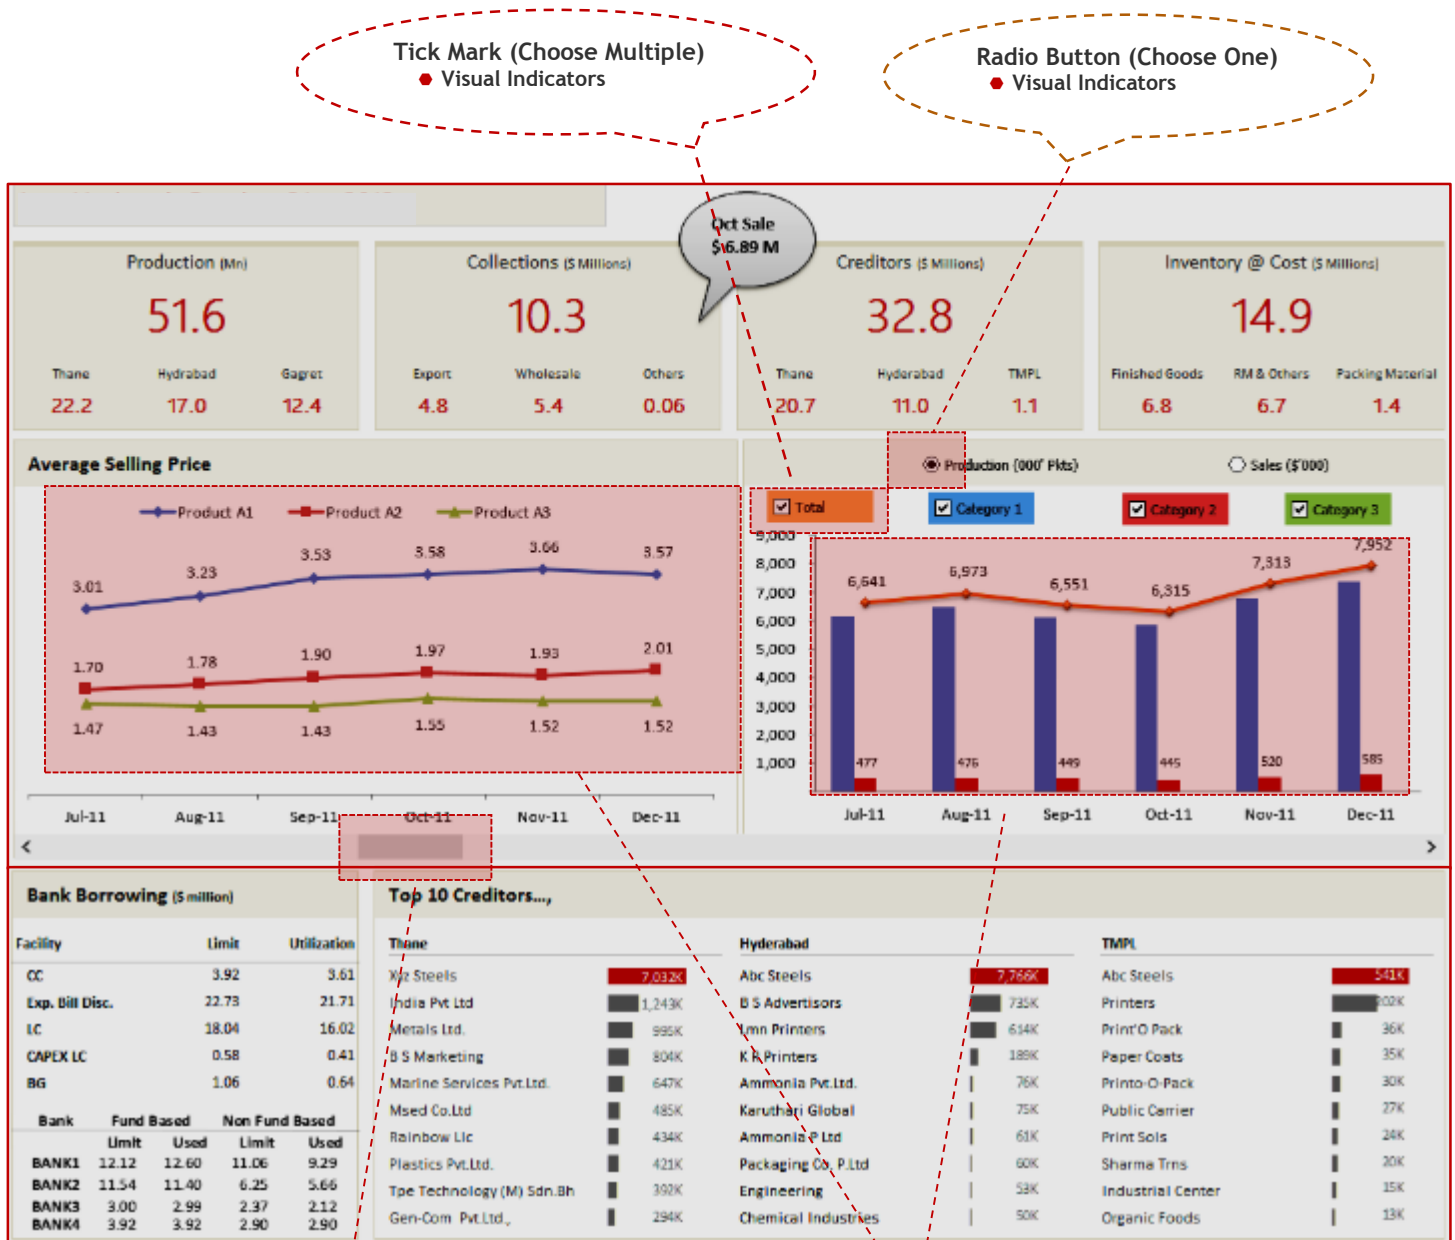 Tick Mark (Choose Multiple)
Visual Indicators
Radio Button (Choose One)
Visual Indicators
Oct Sale
$ 6.89 M
Production (Mn)
51.6
Thane Hydrabad Gagret
22.2 17.0 12.4
Collections ($ Millions)
10.3
Export Wholesale Others
4.8 5.4 0.06
Creditors ($ Millions)
32.8
Thane Hyderabad TMPL
20.7 11.0 1.1
Inventory @ Cost ($ Millions)
14.9
Finished Goods RM & Others Packing Material
6.8 6.7 1.4
Average Selling Price
Product A1 Product A2 Product A3
3.01 3.23 3.53 3.58 3.66 3.57
1.70 1.78 1.90 1.97 1.93 2.01
1.47 1.43 1.43 1.55 1.52 1.52
Jul-11 Aug-11 Sep-11 Oct-11 Nov-11 Dec-11
Production (000' Pkts) Sales ($'000)
Total Category 1 Category 2 Category 3
9,000
8,000
7,000
6,000
5,000
4,000
3,000
2,000
1,000
6,641 6,973 6,551 6,315 7,313 7,952
477 476 449 445 520 585
Jul-11 Aug-11 Sep-11 Oct-11 Nov-11 Dec-11
Bank Borrowing ($ million)
Facility Limit Utilization
CC 3.92 3.61
Exp. Bill Disc. 22.73 21.71
LC 18.04 16.02
CAPEX LC 0.58 0.41
BG 1.06 0.64
Bank Fund Based Non Fund Based
Limit Used Limit Used
BANK1 12.12 12.60 11.06 9.29
BANK2 11.54 11.40 6.25 5.66
BANK3 3.00 2.99 2.37 2.12
BANK4 3.92 3.92 2.90 2.90
Top 10 Creditors...,
Thane
Xyz Steels 7,032K
India Pvt Ltd 1,243K
Metals Ltd. 995K
B S Marketing 804K
Marine Services Pvt.Ltd. 647K
Msed Co.Ltd 485K
Rainbow Llc 434K
Plastics Pvt.Ltd. 421K
Tpe Technology (M) Sdn.Bh 392K
Gen-Com Pvt.Ltd., 294K
Hyderabad
Abc Steels 7,766K
B S Advertisors 735K
Lmn Printers 614K
K R Printers 189K
Ammonia Pvt.Ltd. 76K
Karuthari Global 75K
Ammonia P Ltd 61K
Packaging Co. P.Ltd 60K
Engineering 53K
Chemical Industries 50K
TMPL
Abc Steels 541K
Printers 202K
Print'O Pack 36K
Paper Coats 35K
Printo-O-Pack 30K
Public Carrier 27K
Print Sols 24K
Sharma Trns 20K
Industrial Center 15K
Organic Foods 13K